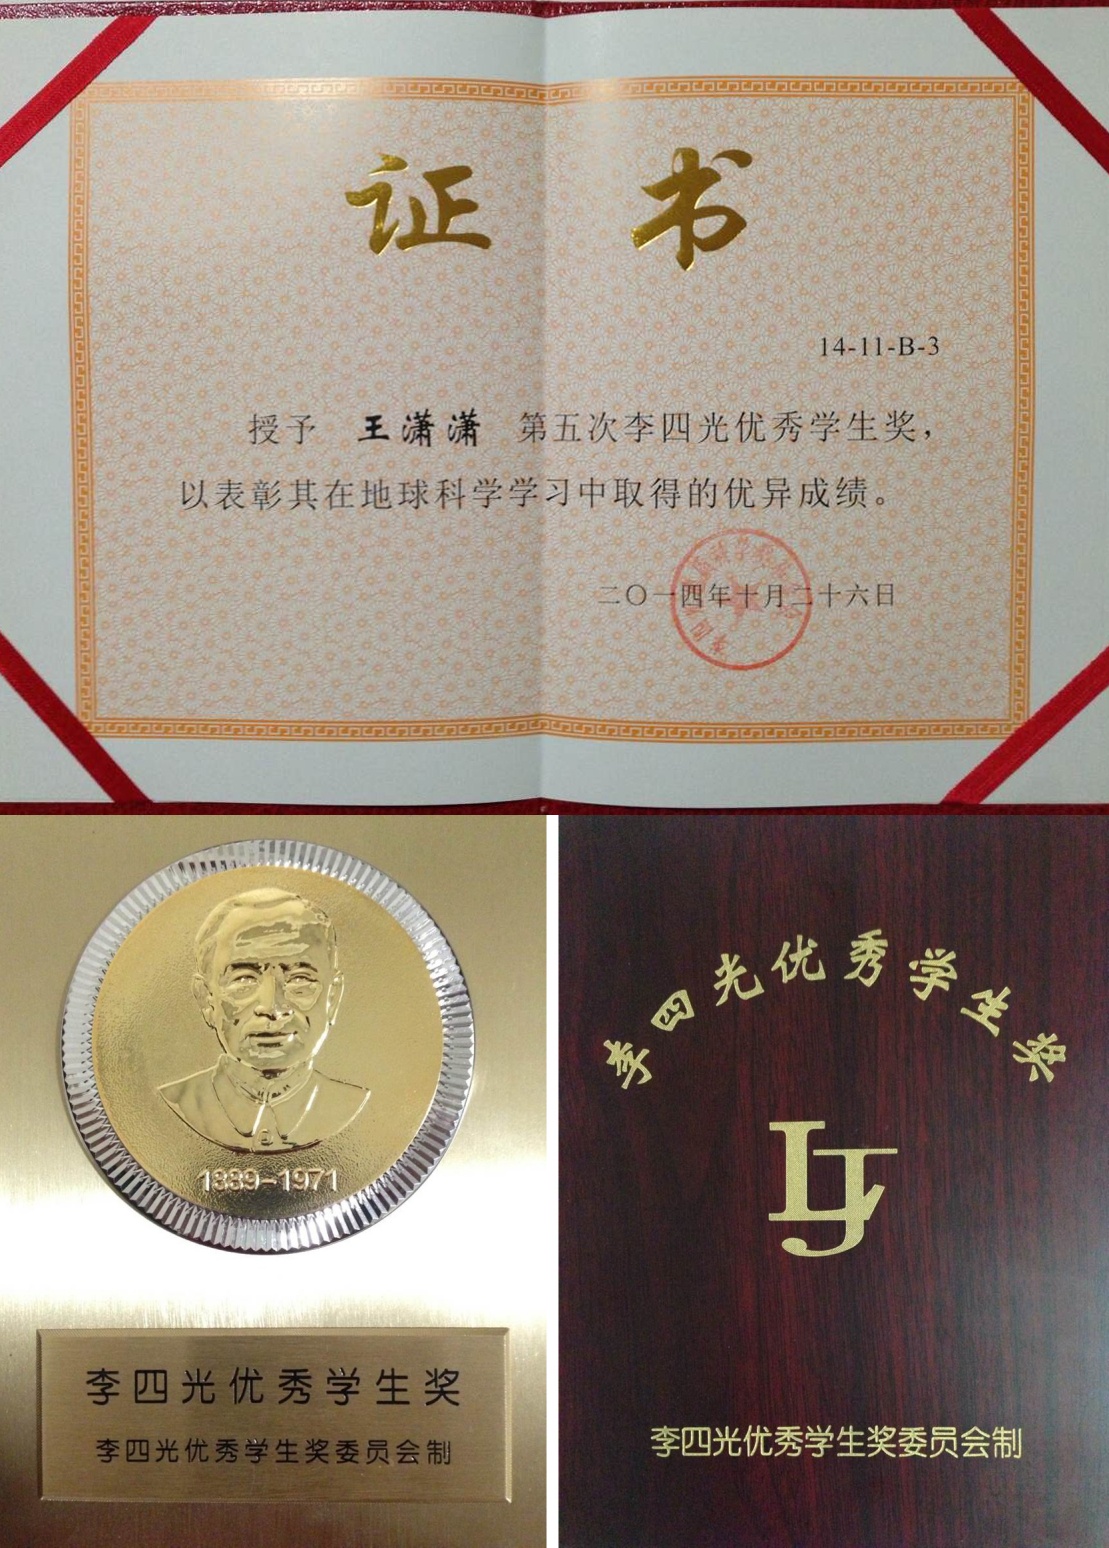 证 书
14-11-B-3
授予 王潇潇 第五次李四光优秀学生奖，
以表彰其在地球科学学习中取得的优异成绩。
二〇一四年十月二十六日
1889-1971
李四光优秀学生奖
李四光优秀学生奖委员会制
李四光优秀学生奖
LJ
李四光优秀学生奖委员会制